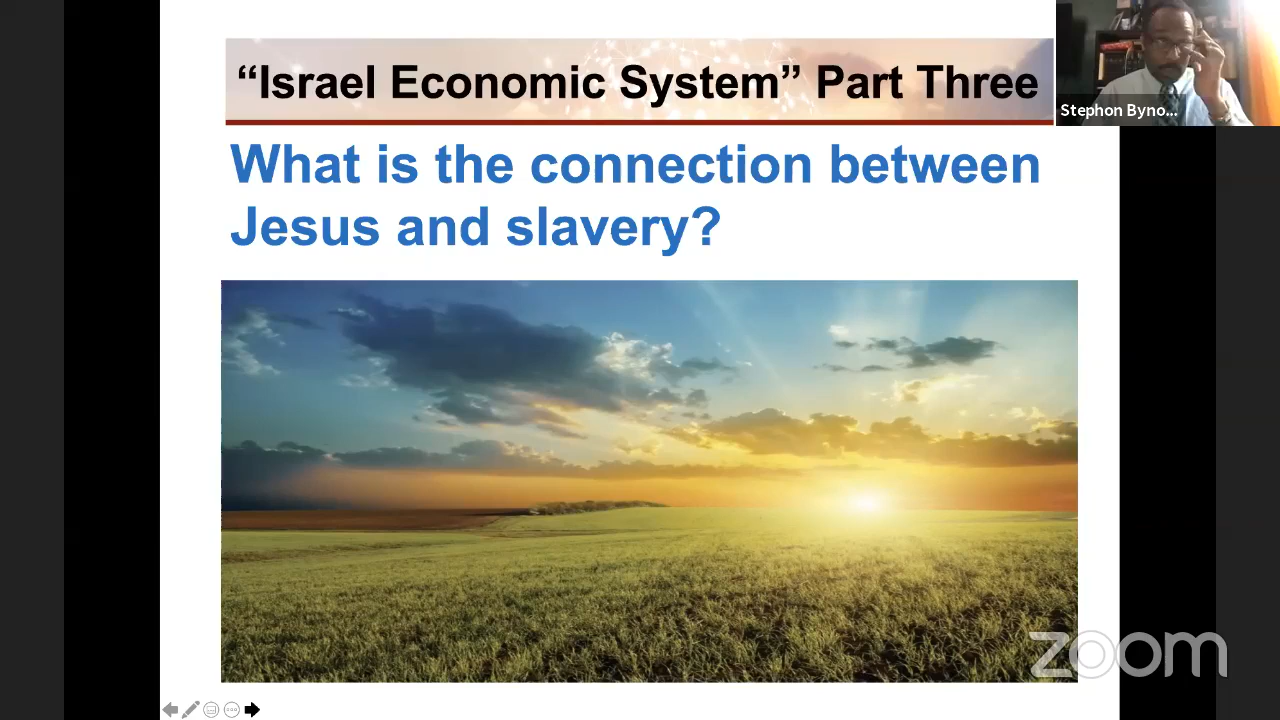 “Israel Economic System” Part Three
Stephon Byno...
What is the connection between
Jesus and slavery?
zoom